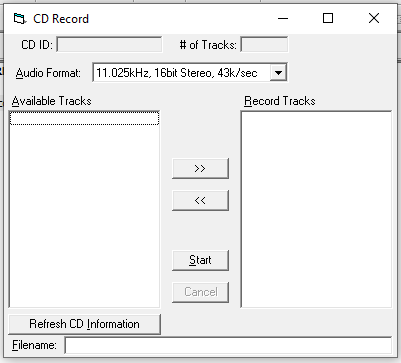 CD Record
CD ID: # of Tracks:
Audio Format: 11.025kHz, 16bit Stereo, 43k/sec
Available Tracks Record Tracks
>>
<<
Start
Cancel
Refresh CD Information
Filename: